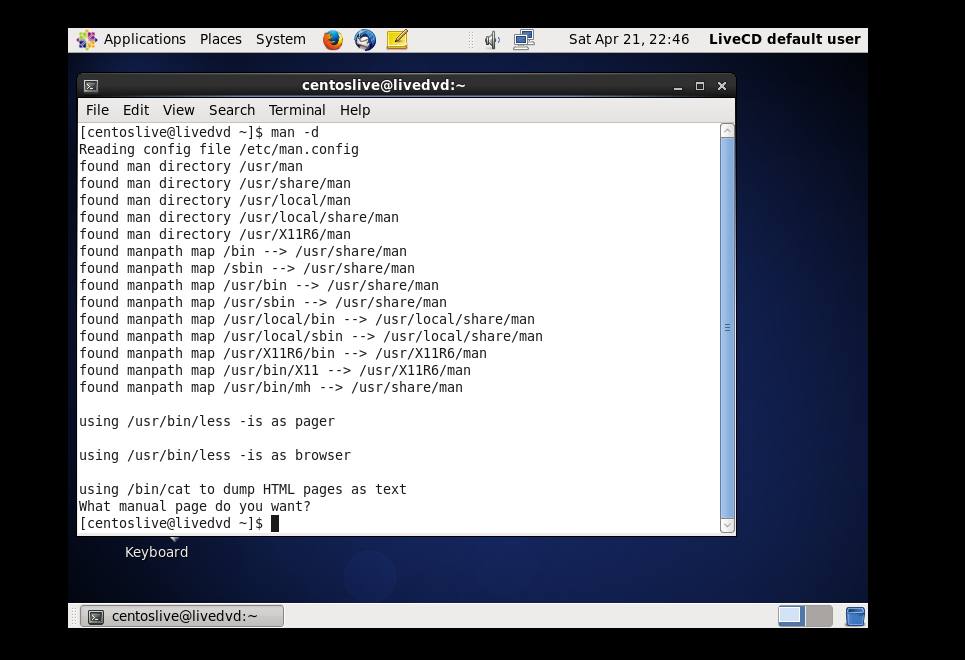 Applications Places System Sat Apr 21, 22:46 LiveCD default user
centoslive@livedvd:~
File Edit View Search Terminal Help
[centoslive@livedvd ~]$ man -d
Reading config file /etc/man.config
found man directory /usr/man
found man directory /usr/share/man
found man directory /usr/local/man
found man directory /usr/local/share/man
found man directory /usr/X11R6/man
found manpath map /bin --> /usr/share/man
found manpath map /sbin --> /usr/share/man
found manpath map /usr/bin --> /usr/share/man
found manpath map /usr/sbin --> /usr/share/man
found manpath map /usr/local/bin --> /usr/local/share/man
found manpath map /usr/local/sbin --> /usr/local/share/man
found manpath map /usr/X11R6/bin --> /usr/X11R6/man
found manpath map /usr/bin/X11 --> /usr/X11R6/man
found manpath map /usr/bin/mh --> /usr/share/man
using /usr/bin/less -is as pager
using /usr/bin/less -is as browser
using /bin/cat to dump HTML pages as text
What manual page do you want?
[centoslive@livedvd ~]$
Keyboard
centoslive@livedvd:~